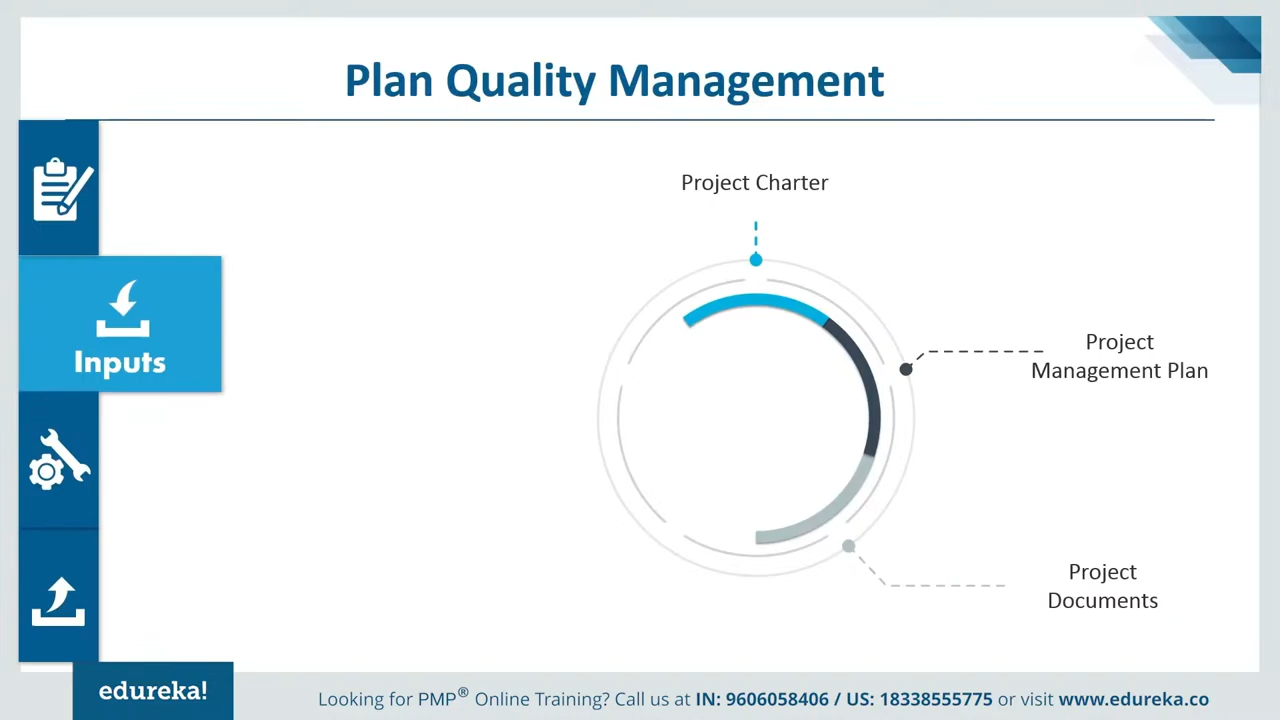 Plan Quality Management
Project Charter
Inputs
Project
Management Plan
Project
Documents
edureka!
Looking for PMP® Online Training? Call us at IN: 9606058406 / US: 18338555775 or visit www.edureka.co